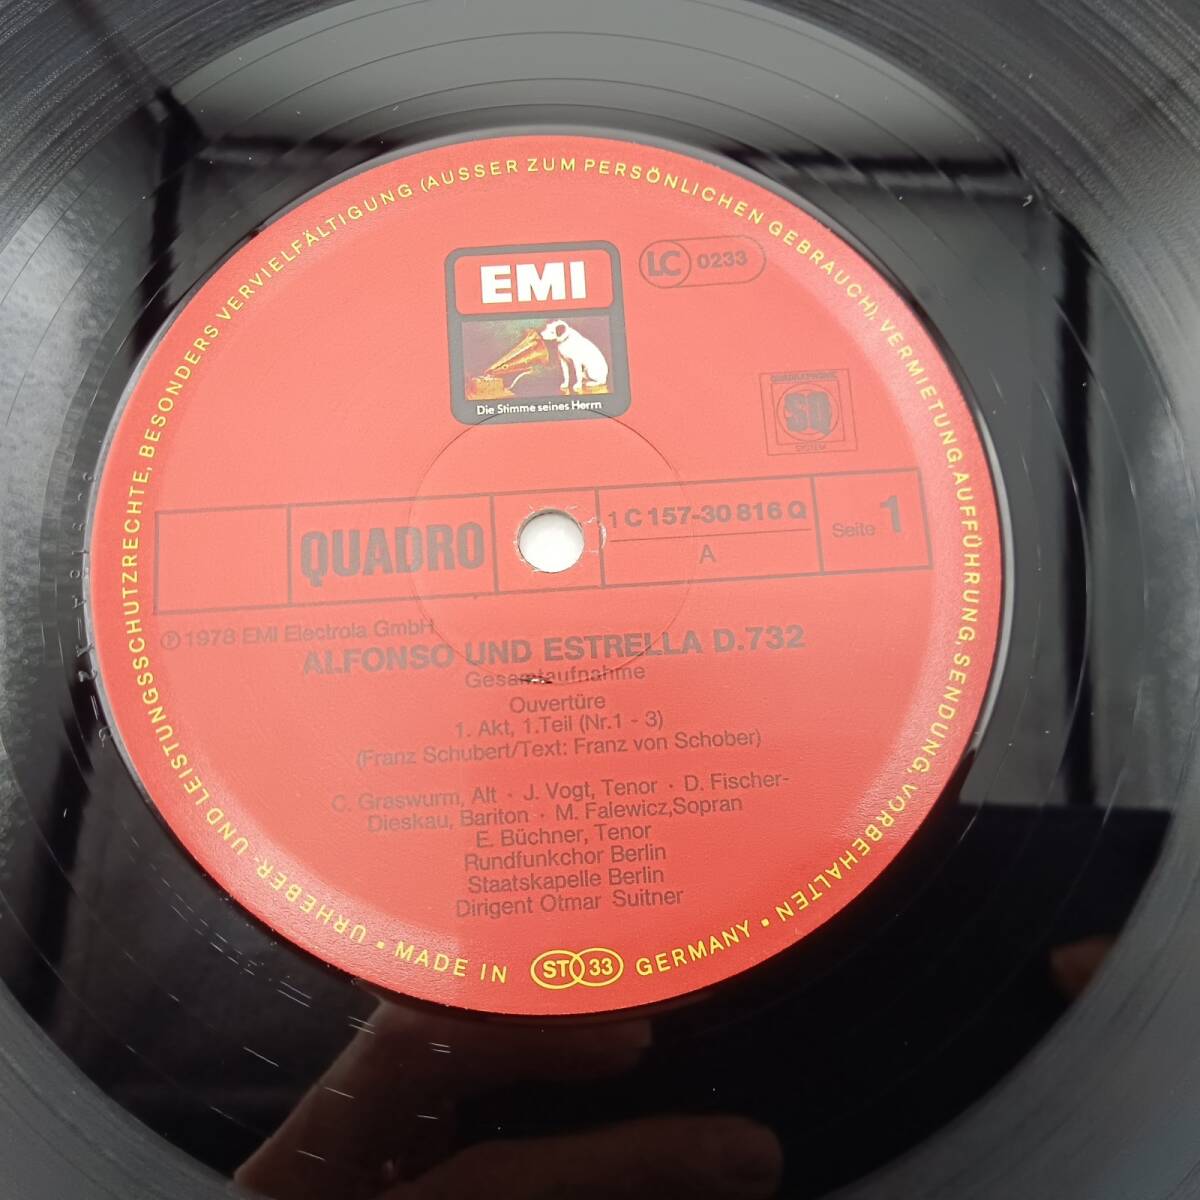 URHEBER- UND LEISTUNGSSCHUTZRECHTE, BESONDERS VERVIELFÄLTIGUNG (AUSSER ZUM PERSÖNLICHEN GEBRAUCH), VERMIETUNG, AUFFÜHRUNG, SENDUNG, VORBEHALTEN •
EMI
Die Stimme seines Herrn
LC 0233
QUADRAPHONIC
SQ
SYSTEM
QUADRO
1 C 157-30 816 Q
A
Seite 1
℗ 1978 EMI Electrola GmbH
ALFONSO UND ESTRELLA D.732
Gesamtaufnahme
Ouvertüre
1. Akt, 1.Teil (Nr.1 - 3)
(Franz Schubert/Text: Franz von Schober)
C. Graswurm, Alt · J. Vogt, Tenor · D. Fischer-
Dieskau, Bariton · M. Falewicz,Sopran
E. Büchner, Tenor
Rundfunkchor Berlin
Staatskapelle Berlin
Dirigent Otmar Suitner
• MADE IN ST 33 GERMANY •